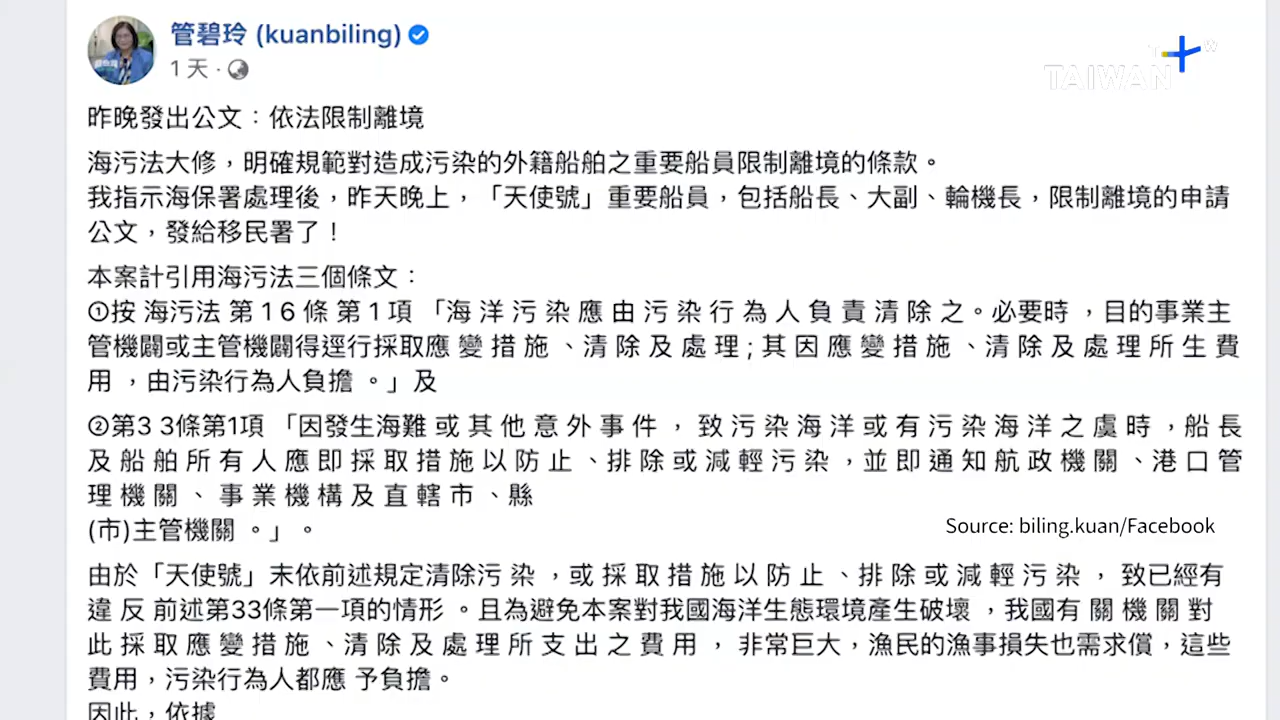 管碧玲 (kuanbiling)
1 天
TAIWAN
昨晚發出公文：依法限制離境
海污法大修，明確規範對造成污染的外籍船舶之重要船員限制離境的條款。
我指示海保署處理後，昨天晚上，「天使號」重要船員，包括船長、大副、輪機長，限制離境的申請
公文，發給移民署了！
本案計引用海污法三個條文：
①按 海污法 第 1 6 條 第 1 項 「海 洋 污 染 應 由 污 染 行 為 人 負 責 清 除 之。必要時 ，目的事業主
管機關或主管機關得逕行採取應 變 措 施 、清 除 及 處 理 ; 其 因 應 變 措 施 、清 除 及 處 理 所 生 費
用 ，由污染行為人負擔 。」及
②第3 3條第1項 「因發生海難 或 其 他 意 外 事 件 ， 致 污 染 海 洋 或 有 污 染 海 洋 之 虞 時 ，船 長
及 船 舶 所 有 人 應 即 採 取 措 施 以 防 止 、排 除 或 減 輕 污 染 ，並 即 通 知 航 政 機 關 、港 口 管
理 機 關 、 事 業 機 構 及 直 轄 市 、縣
(市)主管機關 。」 。
Source: biling.kuan/Facebook
由於「天使號」未依前述規定清除污 染 ，或 採 取 措 施 以 防 止 、排 除 或 減 輕 污 染 ， 致已經有
違 反 前述第33條第一項的情形 。且為避免本案對我國海洋生態環境產生破壞 ，我國有 關 機 關 對
此 採 取 應 變 措 施 、清 除 及 處 理 所 支 出 之 費 用 ， 非常巨大，漁民的漁事損失也需求償，這些
費用，污染行為人都應 予負擔。
因此，依據